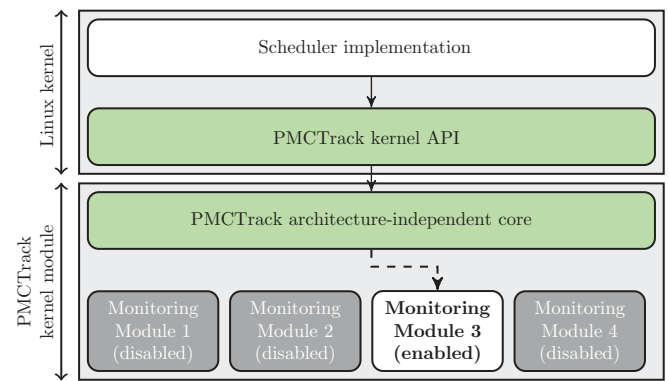 Linux kernel
Scheduler implementation
PMCTrack kernel API
PMCTrack
kernel module
PMCTrack architecture-independent core
Monitoring
Module 1
(disabled)
Monitoring
Module 2
(disabled)
Monitoring
Module 3
(enabled)
Monitoring
Module 4
(disabled)